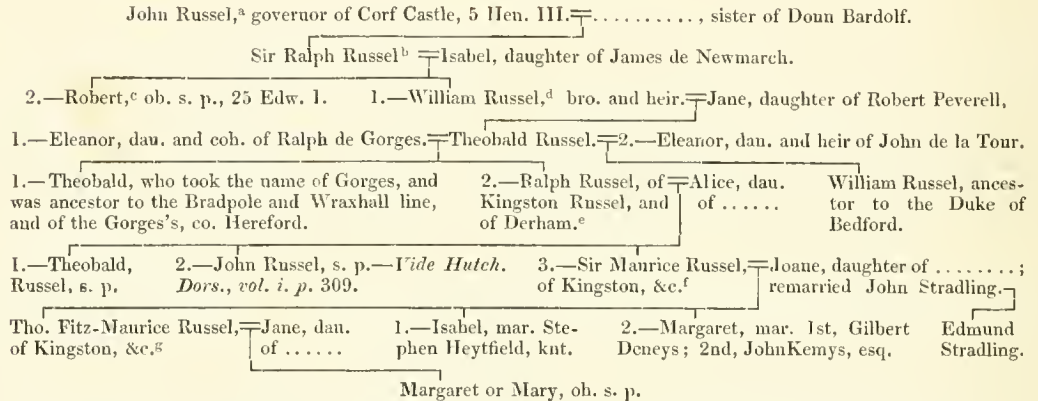 John Russel,ᵃ governor of Corf Castle, 5 Hen. III.=.........., sister of Doun Bardolf.
Sir Ralph Russelᵇ =Isabel, daughter of James de Newmarch.
2.—Robert,ᶜ ob. s. p., 25 Edw. I. 1.—William Russel,ᵈ bro. and heir.=Jane, daughter of Robert Peverell,
1.—Eleanor, dau. and coh. of Ralph de Gorges.=Theobald Russel.=2.—Eleanor, dau. and heir of John de la Tour.
1.—Theobald, who took the name of Gorges, and
was ancestor to the Bradpole and Wraxhall line,
and of the Gorges's, co. Hereford.
2.—Ralph Russel, of
Kingston Russel, and
of Derham.ᵉ
=Alice, dau.
of ......
William Russel, ances-
tor to the Duke of
Bedford.
1.—Theobald,
Russel, s. p.
2.—John Russel, s. p.—Vide Hutch.
Dors., vol. i. p. 309.
3.—Sir Maurice Russel,
of Kingston, &c.ᶠ
=Joane, daughter of ........;
remarried John Stradling.
Tho. Fitz-Maurice Russel,
of Kingston, &c.ᵍ
=Jane, dau.
of ......
1.—Isabel, mar. Ste-
phen Heytfield, knt.
2.—Margaret, mar. 1st, Gilbert
Deneys; 2nd, JohnKemys, esq.
Edmund
Stradling.
Margaret or Mary, ob. s. p.